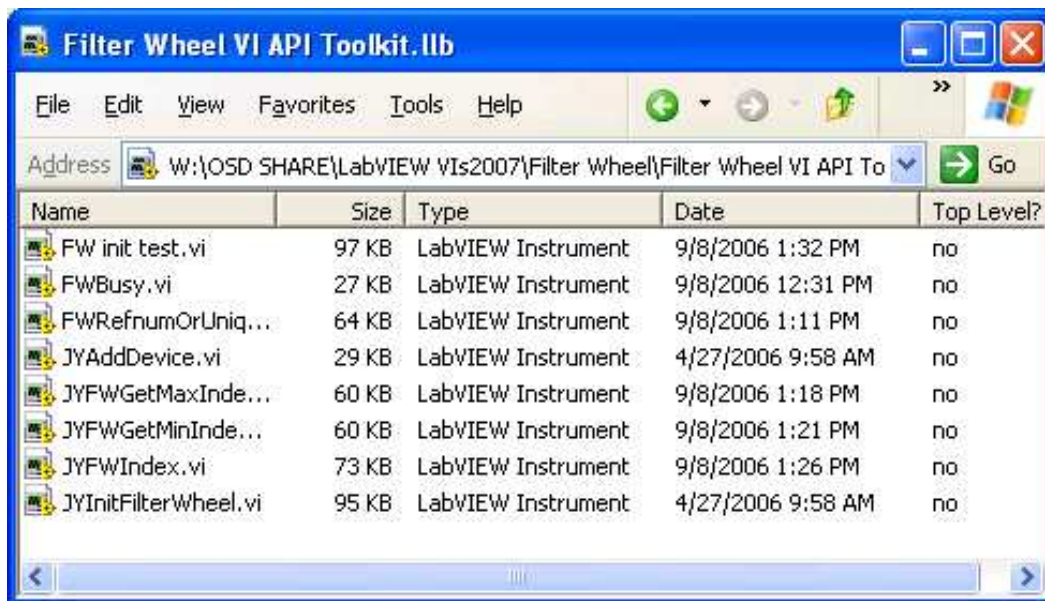 Filter Wheel VI API Toolkit.llb
File Edit View Favorites Tools Help »
Address W:\OSD SHARE\LabVIEW VIs2007\Filter Wheel\Filter Wheel VI API To Go
Name Size Type Date Top Level?
FW init test.vi 97 KB LabVIEW Instrument 9/8/2006 1:32 PM no
FWBusy.vi 27 KB LabVIEW Instrument 9/8/2006 12:31 PM no
FWRefnumOrUniq... 64 KB LabVIEW Instrument 9/8/2006 1:11 PM no
JYAddDevice.vi 29 KB LabVIEW Instrument 4/27/2006 9:58 AM no
JYFWGetMaxInde... 60 KB LabVIEW Instrument 9/8/2006 1:18 PM no
JYFWGetMinInde... 60 KB LabVIEW Instrument 9/8/2006 1:21 PM no
JYFWIndex.vi 73 KB LabVIEW Instrument 9/8/2006 1:26 PM no
JYInitFilterWheel.vi 95 KB LabVIEW Instrument 4/27/2006 9:58 AM no